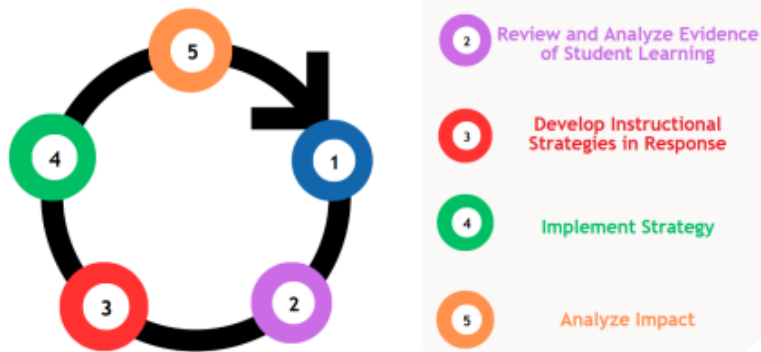 5
4
1
3
2
2
Review and Analyze Evidence
of Student Learning
3
Develop Instructional
Strategies in Response
4
Implement Strategy
5
Analyze Impact